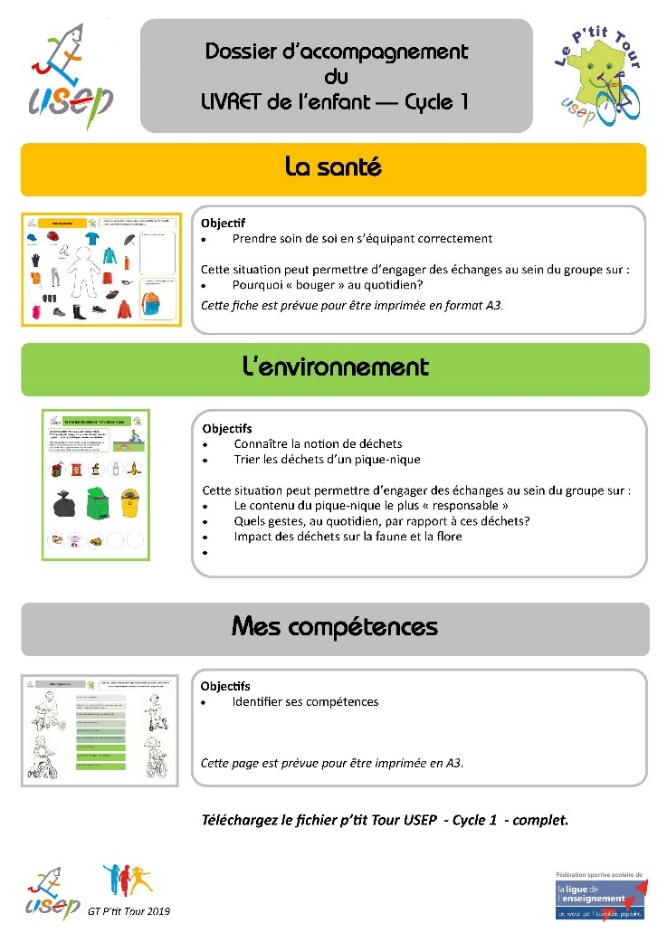 usep
Dossier d'accompagnement
du
LIVRET de l'enfant — Cycle 1
Le P'tit Tour
usep
La santé
Objectif
• Prendre soin de soi en s'équipant correctement
Cette situation peut permettre d'engager des échanges au sein du groupe sur :
• Pourquoi « bouger » au quotidien?
Cette fiche est prévue pour être imprimée en format A3.
L'environnement
Objectifs
• Connaître la notion de déchets
• Trier les déchets d'un pique-nique
Cette situation peut permettre d'engager des échanges au sein du groupe sur :
• Le contenu du pique-nique le plus « responsable »
• Quels gestes, au quotidien, par rapport à ces déchets?
• Impact des déchets sur la faune et la flore
•
Mes compétences
Objectifs
• Identifier ses compétences
Cette page est prévue pour être imprimée en A3.
Téléchargez le fichier p'tit Tour USEP - Cycle 1 - complet.
usep
GT P'tit Tour 2019
Fédération sportive scolaire de
la ligue de
l'enseignement
un avenir par l'éducation populaire